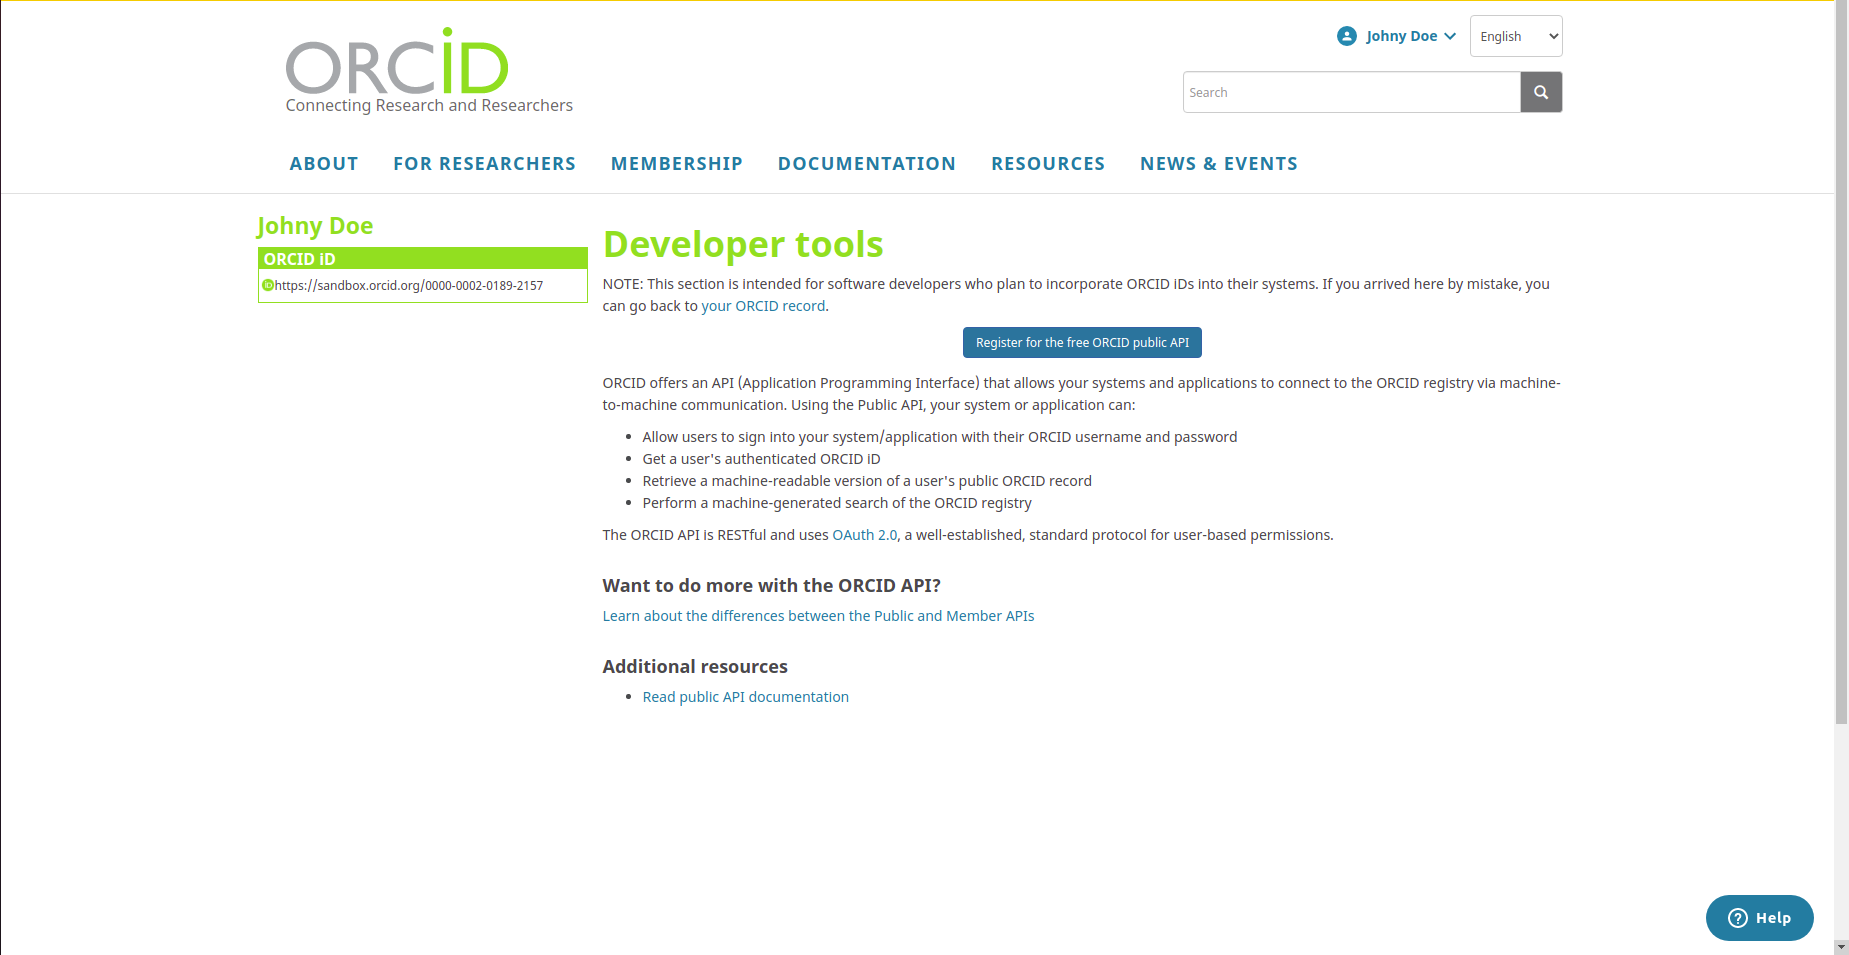 ORCID
Connecting Research and Researchers
Johny Doe
English
Search
ABOUT
FOR RESEARCHERS
MEMBERSHIP
DOCUMENTATION
RESOURCES
NEWS & EVENTS
Johny Doe
ORCID iD
iD https://sandbox.orcid.org/0000-0002-0189-2157
Developer tools
NOTE: This section is intended for software developers who plan to incorporate ORCID iDs into their systems. If you arrived here by mistake, you
can go back to your ORCID record.
Register for the free ORCID public API
ORCID offers an API (Application Programming Interface) that allows your systems and applications to connect to the ORCID registry via machine-
to-machine communication. Using the Public API, your system or application can:
• Allow users to sign into your system/application with their ORCID username and password
• Get a user's authenticated ORCID iD
• Retrieve a machine-readable version of a user's public ORCID record
• Perform a machine-generated search of the ORCID registry
The ORCID API is RESTful and uses OAuth 2.0, a well-established, standard protocol for user-based permissions.
Want to do more with the ORCID API?
Learn about the differences between the Public and Member APIs
Additional resources
• Read public API documentation
? Help